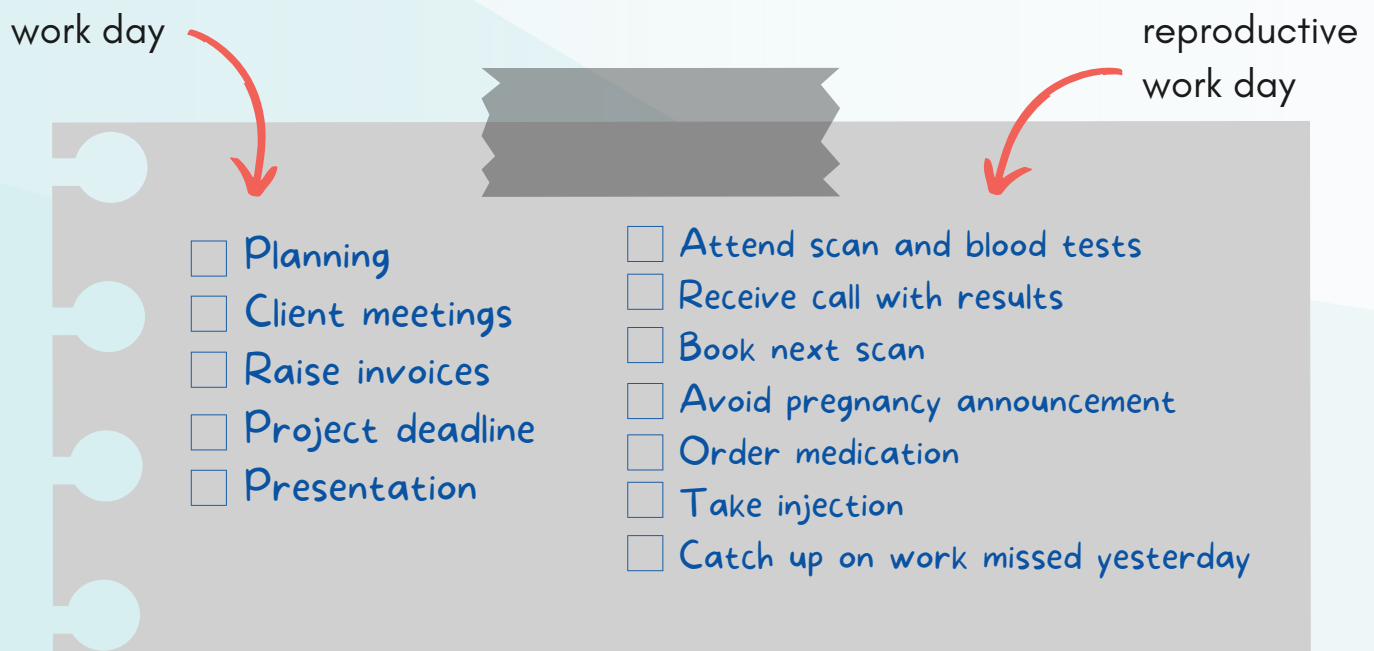 work day
Planning
Client meetings
Raise invoices
Project deadline
Presentation
reproductive
work day
Attend scan and blood tests
Receive call with results
Book next scan
Avoid pregnancy announcement
Order medication
Take injection
Catch up on work missed yesterday